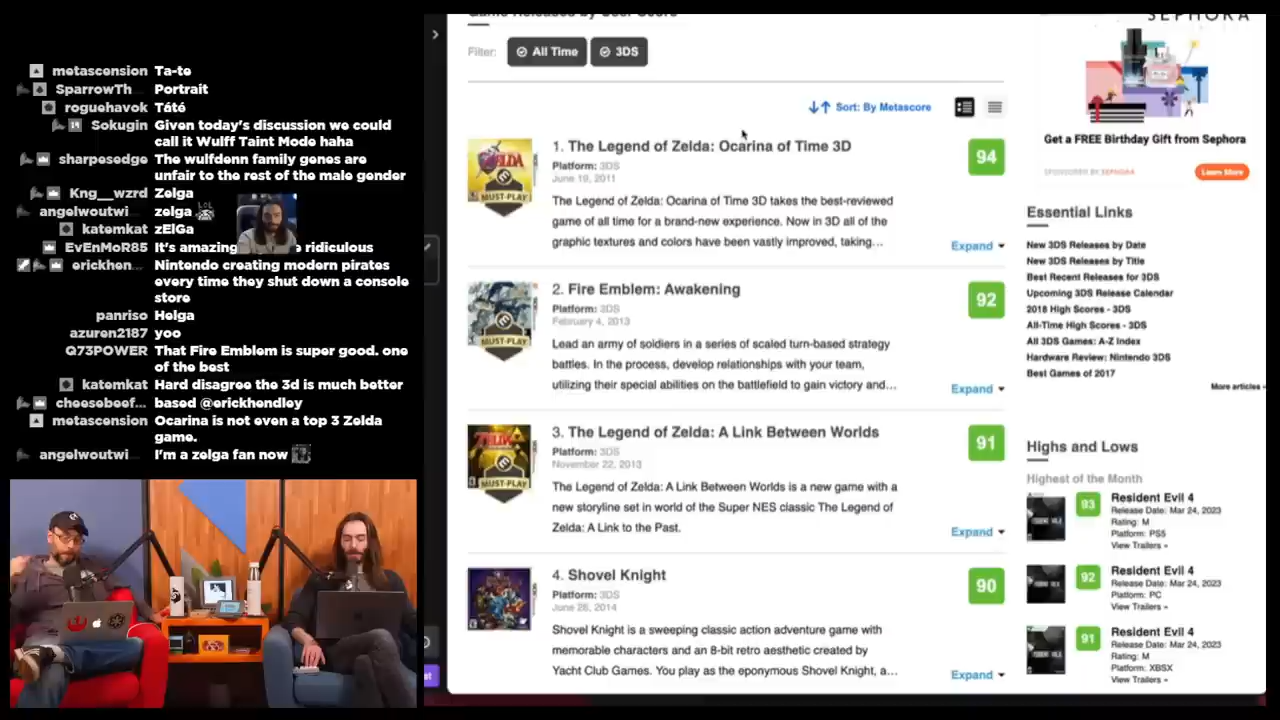 metascension Ta-te
SparrowTh Portrait
roguehavok Tété
Sokugin Given today's discussion we could
call it Wulff Taint Mode haha
sharpesedge The wulfdenn family genes are
unfair to the rest of the male gender
Kng__wzrd Zelga
angelwoutwi zelga
LOL
katemkat zElGa
EvEnMoR85 It's amazing ridiculous
erickhen... Nintendo creating modern pirates
every time they shut down a console
store
panriso Helga
azuren2187 yoo
Q73POWER That Fire Emblem is super good. one
of the best
katemkat Hard disagree the 3d is much better
cheesebeef... based @erickhendley
metascension Ocarina is not even a top 3 Zelda
game.
angelwoutwi I'm a zelga fan now
Game Releases by User Score
Filter: All Time 3DS
Sort: By Metascore
1. The Legend of Zelda: Ocarina of Time 3D
94
Platform: 3DS
June 19, 2011
MUST-PLAY
The Legend of Zelda: Ocarina of Time 3D takes the best-reviewed
game of all time for a brand-new experience. Now in 3D all of the
graphic textures and colors have been vastly improved, taking...
Expand
2. Fire Emblem: Awakening
92
Platform: 3DS
February 4, 2013
MUST-PLAY
Lead an army of soldiers in a series of scaled turn-based strategy
battles. In the process, develop relationships with your team,
utilizing their special abilities on the battlefield to gain victory and...
Expand
3. The Legend of Zelda: A Link Between Worlds
91
Platform: 3DS
November 22, 2013
MUST-PLAY
The Legend of Zelda: A Link Between Worlds is a new game with a
new storyline set in world of the Super NES classic The Legend of
Zelda: A Link to the Past.
Expand
4. Shovel Knight
90
Platform: 3DS
June 26, 2014
Shovel Knight is a sweeping classic action adventure game with
memorable characters and an 8-bit retro aesthetic created by
Yacht Club Games. You play as the eponymous Shovel Knight, a...
Expand
SEPHORA
Get a FREE Birthday Gift from Sephora
SPONSORED BY SEPHORA
Learn More
Essential Links
New 3DS Releases by Date
New 3DS Releases by Title
Best Recent Releases for 3DS
Upcoming 3DS Release Calendar
2018 High Scores - 3DS
All-Time High Scores - 3DS
All 3DS Games: A-Z Index
Hardware Review: Nintendo 3DS
Best Games of 2017
More articles »
Highs and Lows
Highest of the Month
93
Resident Evil 4
Release Date: Mar 24, 2023
Rating: M
Platform: PS5
View Trailers »
92
Resident Evil 4
Release Date: Mar 24, 2023
Platform: PC
View Trailers »
91
Resident Evil 4
Release Date: Mar 24, 2023
Rating: M
Platform: XBSX
View Trailers »